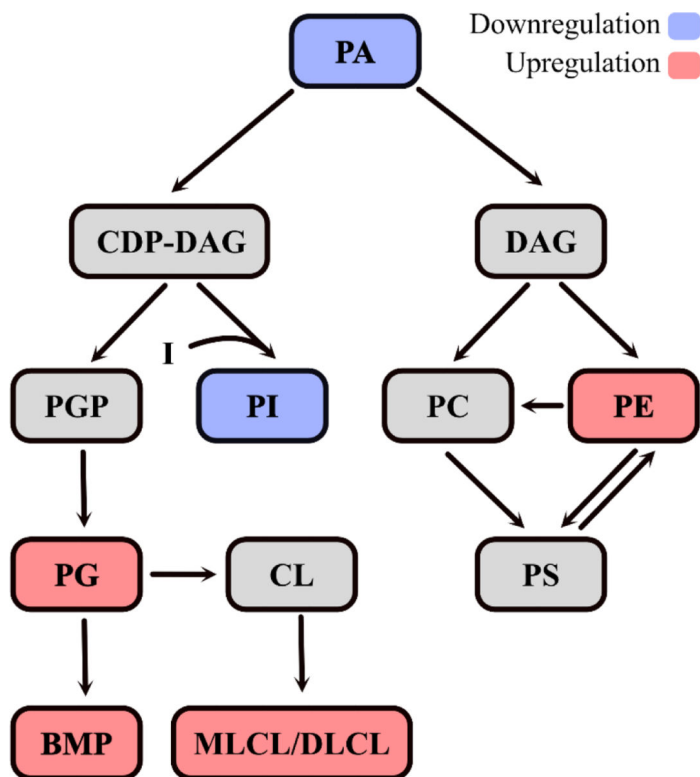 Downregulation
Upregulation
PA
CDP-DAG
DAG
I
PGP
PI
PC
PE
PG
CL
PS
BMP
MLCL/DLCL